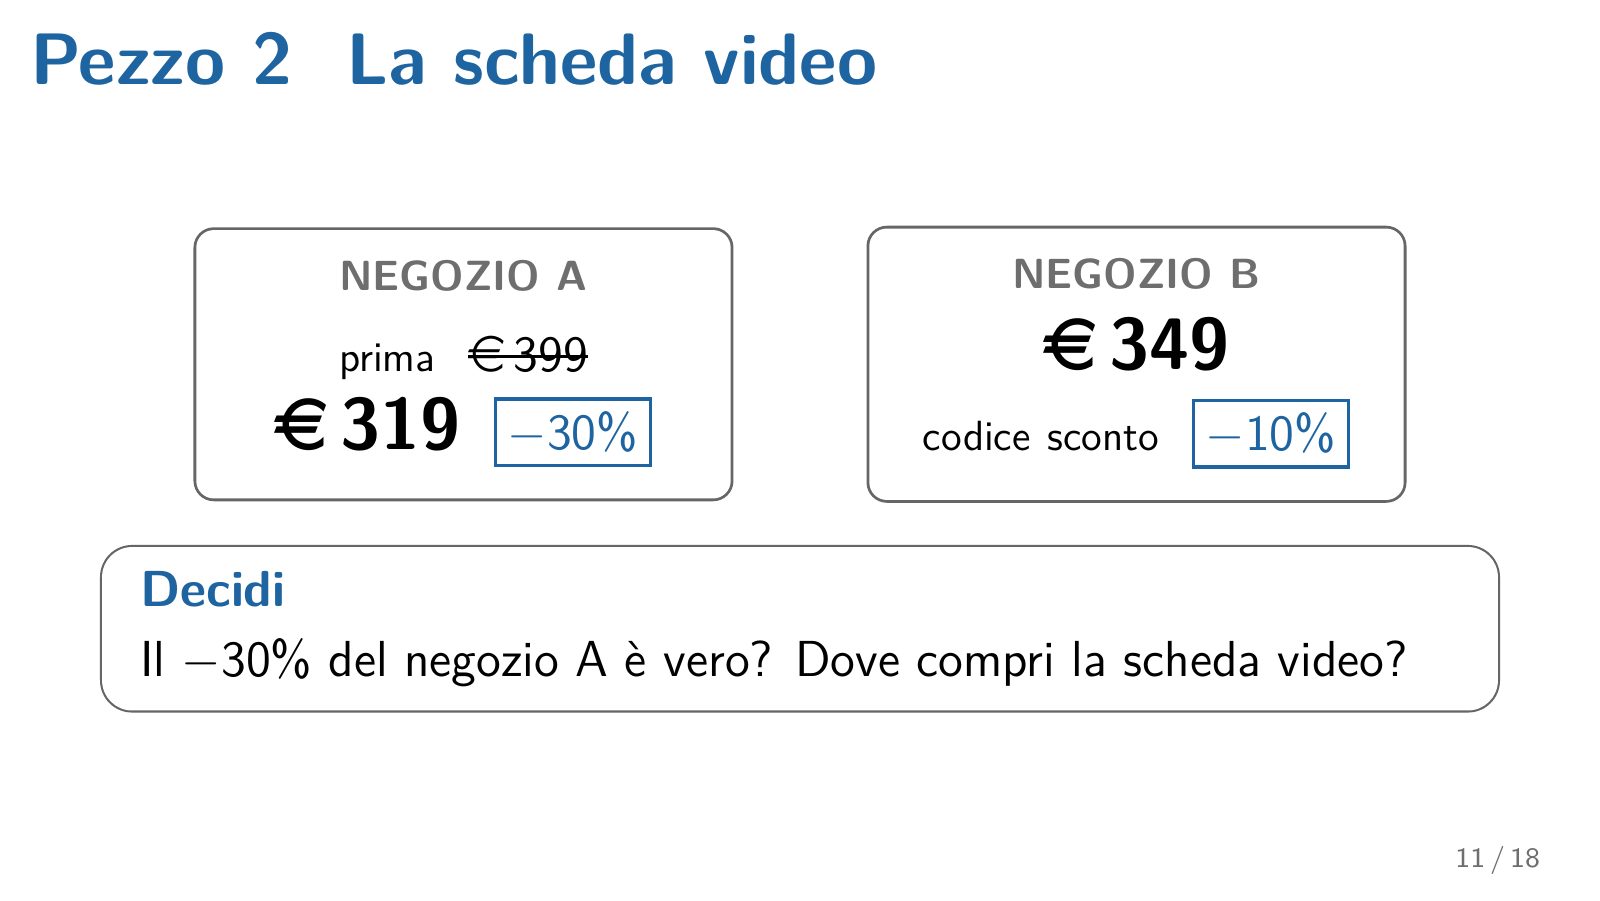 Pezzo 2 La scheda video
NEGOZIO A
prima €399
€319 −30%
NEGOZIO B
€349
codice sconto −10%
Decidi
Il −30% del negozio A è vero? Dove compri la scheda video?
11 / 18